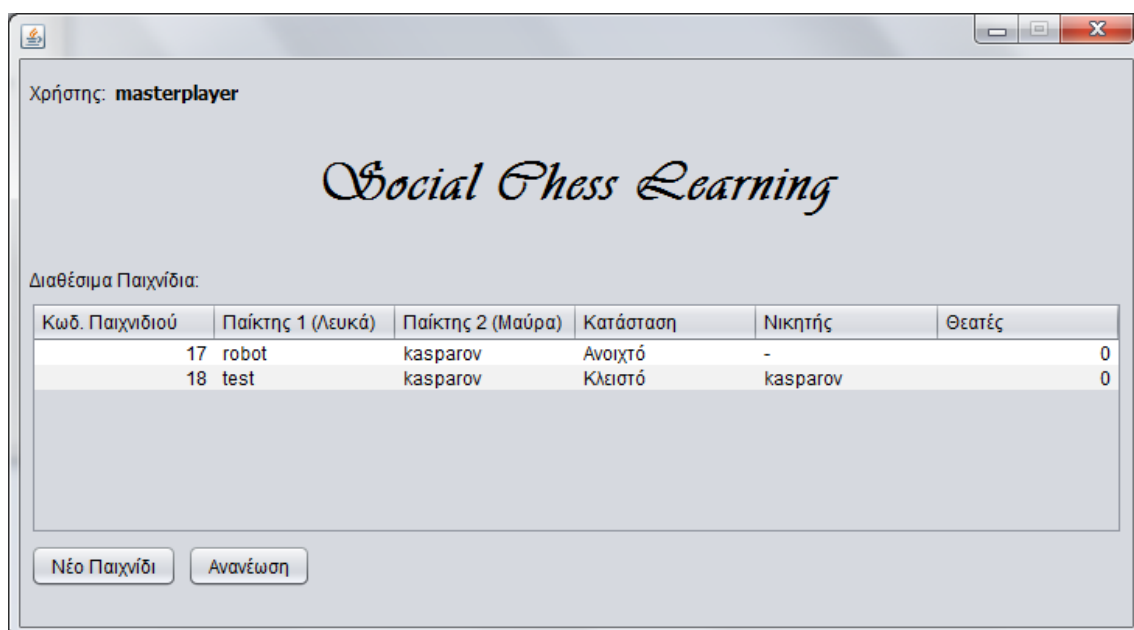 Χρήστης: masterplayer
Social Chess Learning
Διαθέσιμα Παιχνίδια:
Κωδ. Παιχνιδιού Παίκτης 1 (Λευκά) Παίκτης 2 (Μαύρα) Κατάσταση Νικητής Θεατές
17 robot kasparov Ανοιχτό - 0
18 test kasparov Κλειστό kasparov 0
Νέο Παιχνίδι Ανανέωση